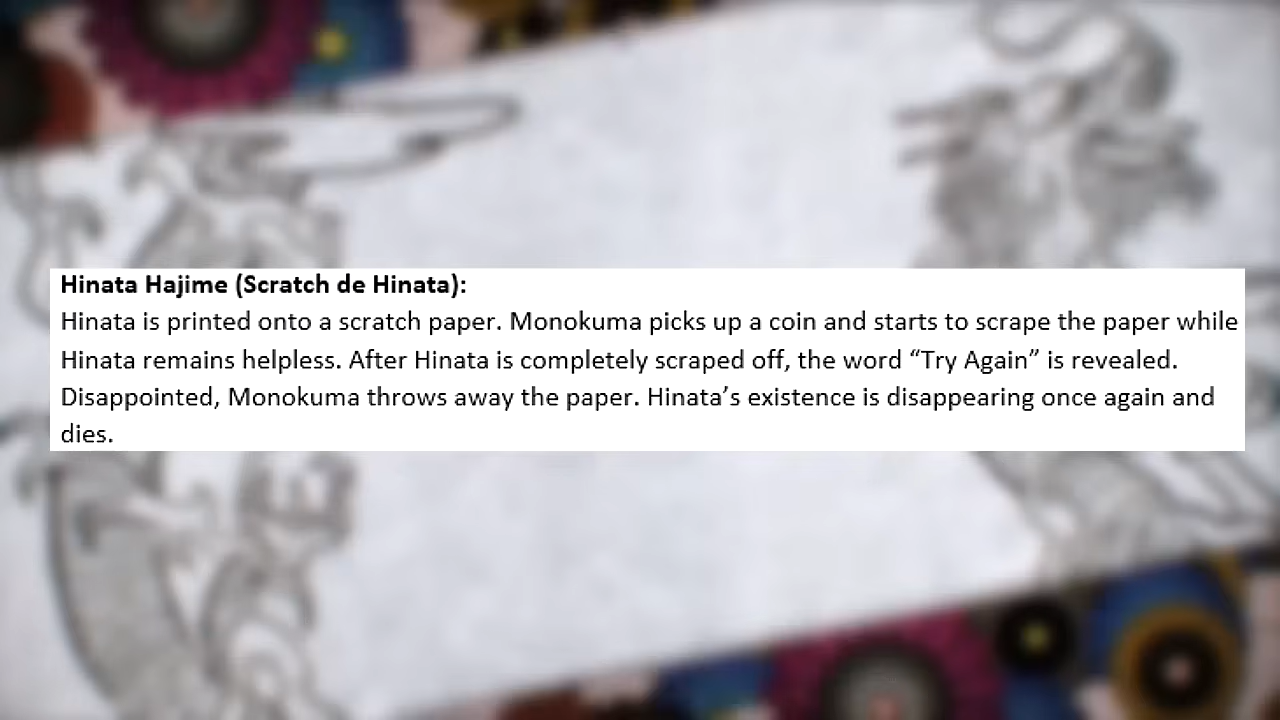 Hinata Hajime (Scratch de Hinata):
Hinata is printed onto a scratch paper. Monokuma picks up a coin and starts to scrape the paper while
Hinata remains helpless. After Hinata is completely scraped off, the word “Try Again” is revealed.
Disappointed, Monokuma throws away the paper. Hinata’s existence is disappearing once again and
dies.